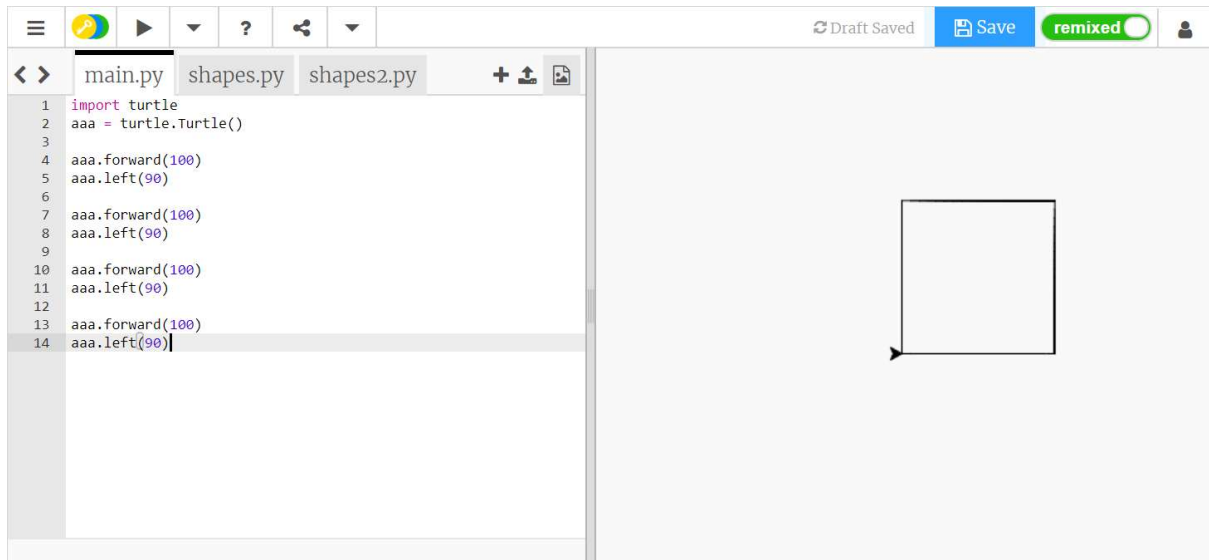 ?
Draft Saved
Save
remixed
main.py
shapes.py
shapes2.py
1 import turtle
2 aaa = turtle.Turtle()
3
4 aaa.forward(100)
5 aaa.left(90)
6
7 aaa.forward(100)
8 aaa.left(90)
9
10 aaa.forward(100)
11 aaa.left(90)
12
13 aaa.forward(100)
14 aaa.left(90)